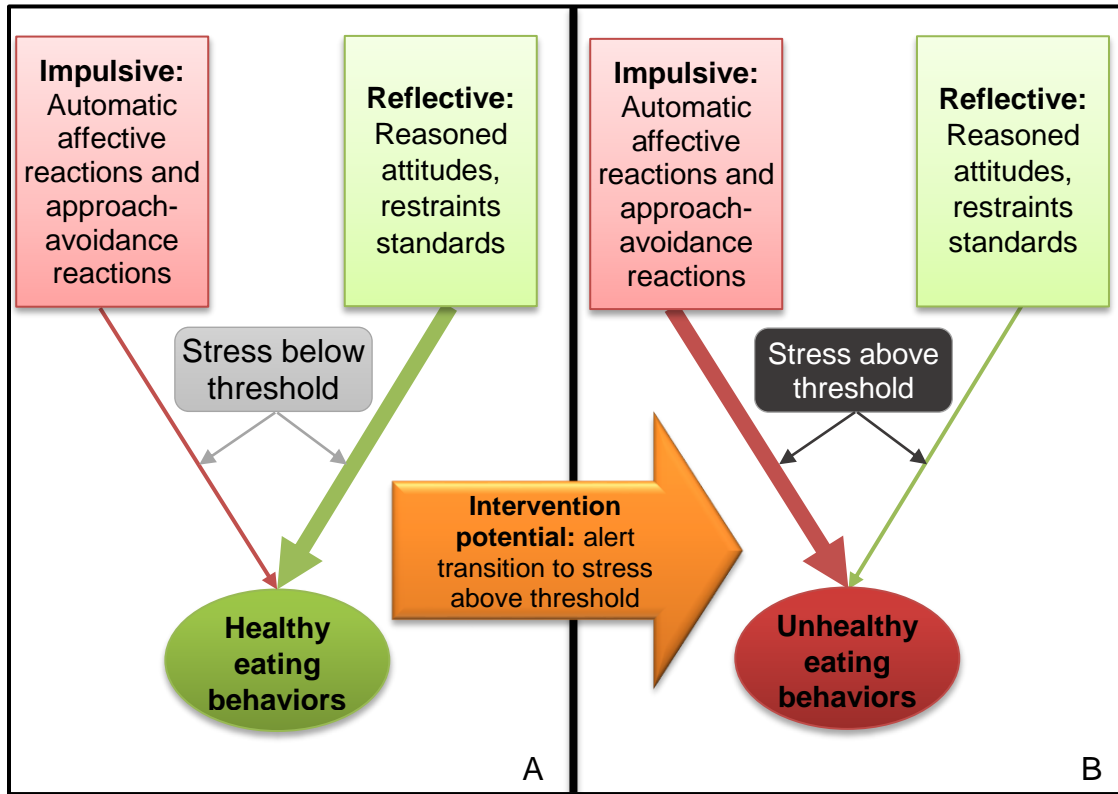 Impulsive:
Automatic
affective
reactions and
approach-
avoidance
reactions
Reflective:
Reasoned
attitudes,
restraints
standards
Stress below
threshold
Healthy
eating
behaviors
A
Intervention
potential: alert
transition to stress
above threshold
Impulsive:
Automatic
affective
reactions and
approach-
avoidance
reactions
Reflective:
Reasoned
attitudes,
restraints
standards
Stress above
threshold
Unhealthy
eating
behaviors
B